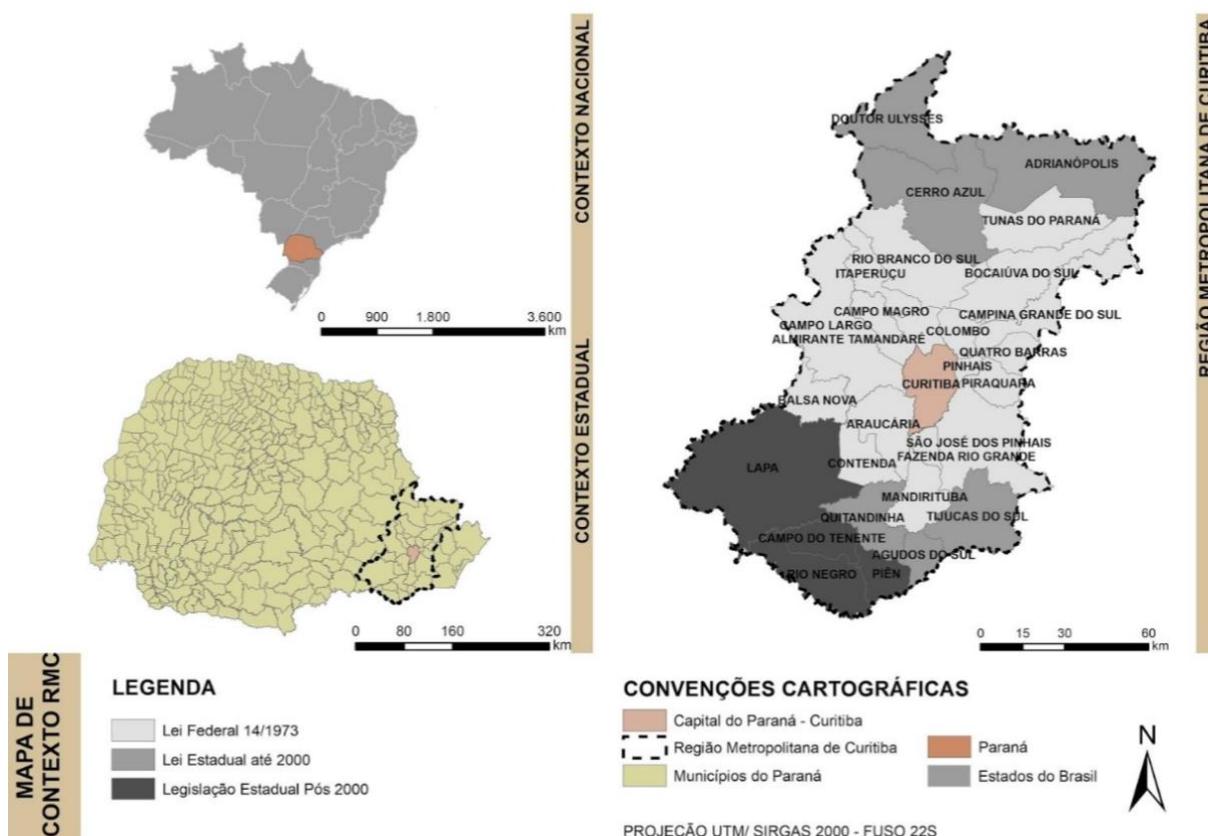 CONTEXTO NACIONAL
0 900 1.800 3.600
km
CONTEXTO ESTADUAL
0 80 160 320
km
REGIÃO METROPOLITANA DE CURITIBA
DOUTOR ULYSSES
ADRIANÓPOLIS
CERRO AZUL
TUNAS DO PARANÁ
RIO BRANCO DO SUL
ITAPERUÇU
BOCAIÚVA DO SUL
CAMPO MAGRO
CAMPINA GRANDE DO SUL
CAMPO LARGO
COLOMBO
ALMIRANTE TAMANDARÉ
QUATRO BARRAS
PINHAIS
CURITIBA
PIRAQUARA
BALSA NOVA
ARAUCÁRIA
SÃO JOSÉ DOS PINHAIS
FAZENDA RIO GRANDE
LAPA
CONTENDA
MANDIRITUBA
QUITANDINHA
TIJUCAS DO SUL
CAMPO DO TENENTE
AGUDOS DO SUL
RIO NEGRO
PIÊN
0 15 30 60
km
MAPA DE
CONTEXTO RMC
LEGENDA
Lei Federal 14/1973
Lei Estadual até 2000
Legislação Estadual Pós 2000
CONVENÇÕES CARTOGRÁFICAS
Capital do Paraná - Curitiba
Região Metropolitana de Curitiba
Municípios do Paraná
Paraná
Estados do Brasil
N
PROJEÇÃO UTM/ SIRGAS 2000 - FUSO 22S